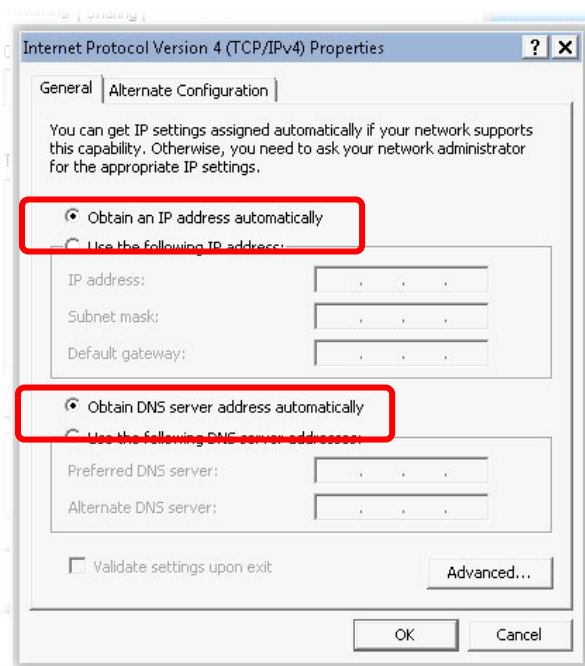 Internet Protocol Version 4 (TCP/IPv4) Properties ? X
General Alternate Configuration
You can get IP settings assigned automatically if your network supports
this capability. Otherwise, you need to ask your network administrator
for the appropriate IP settings.
Obtain an IP address automatically
Use the following IP address:
IP address: . . .
Subnet mask: . . .
Default gateway: . . .
Obtain DNS server address automatically
Use the following DNS server addresses:
Preferred DNS server: . . .
Alternate DNS server: . . .
Validate settings upon exit
Advanced...
OK Cancel